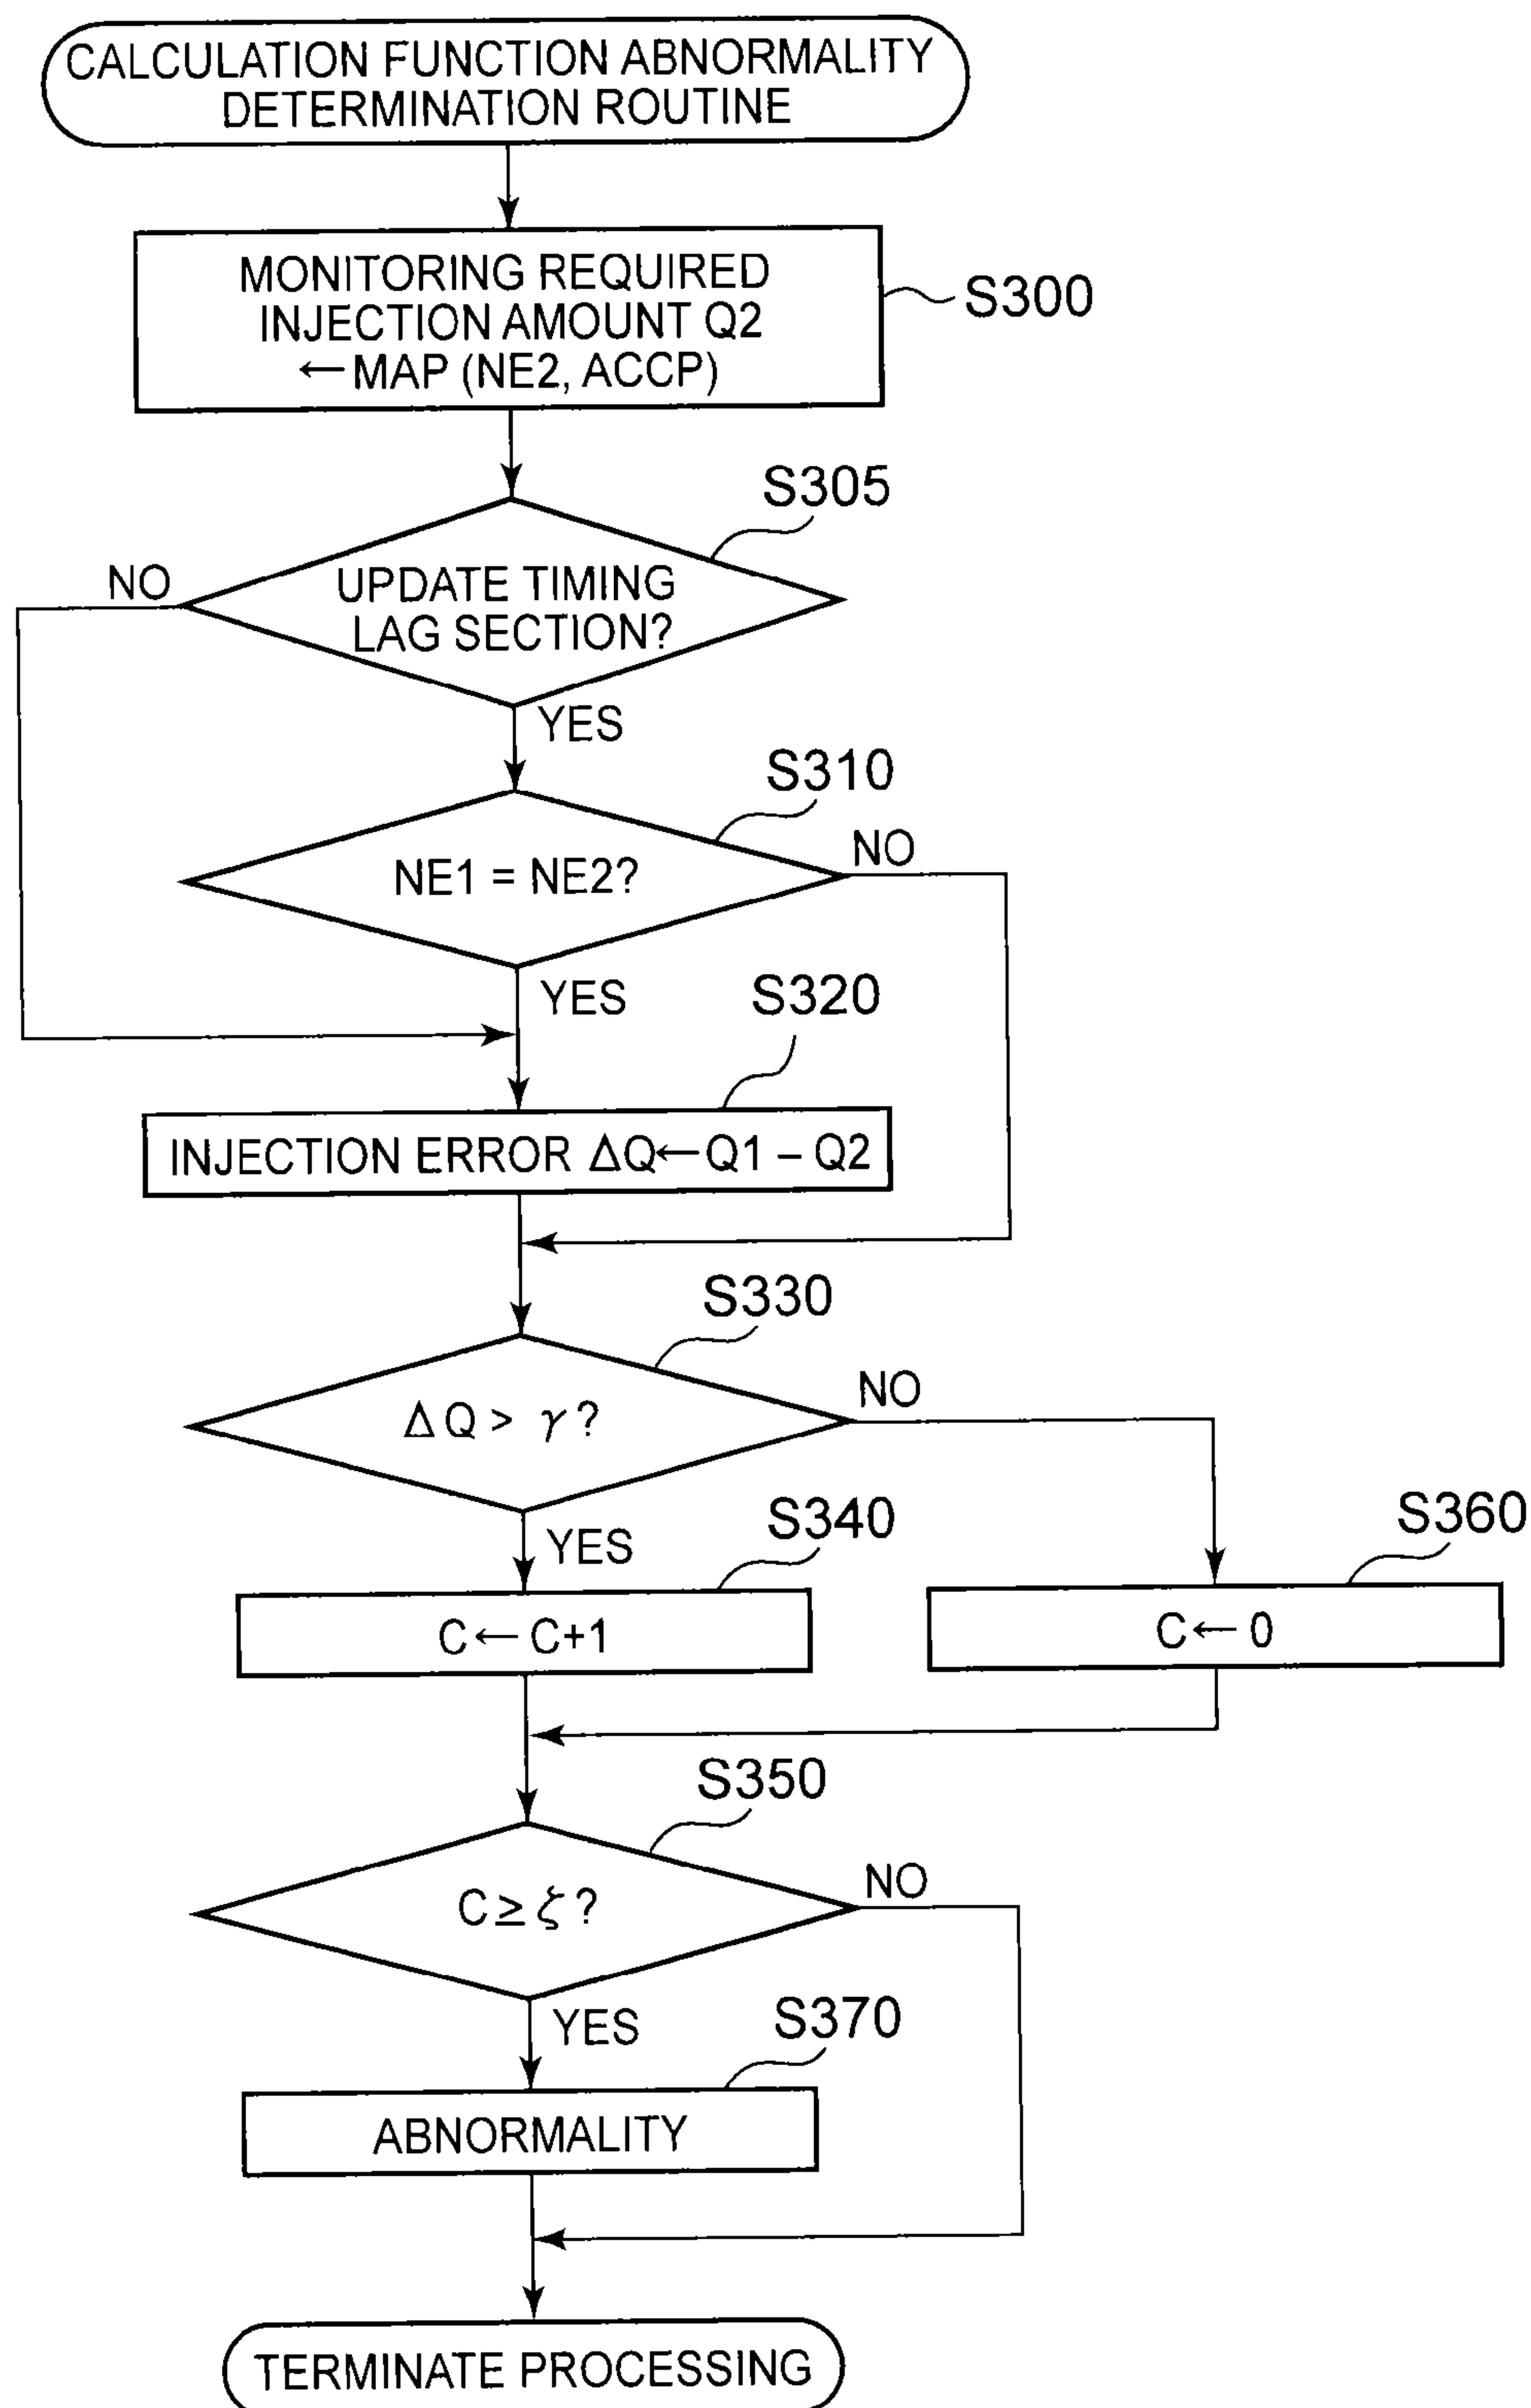 CALCULATION FUNCTION ABNORMALITY
DETERMINATION ROUTINE
MONITORING REQUIRED
INJECTION AMOUNT Q2
←MAP (NE2, ACCP)
S300
S305
NO
UPDATE TIMING
LAG SECTION?
YES
S310
NO
NE1 = NE2?
YES
S320
INJECTION ERROR ΔQ←Q1 – Q2
S330
NO
ΔQ > γ?
YES
S340
S360
C←C+1
C←0
S350
NO
C≥ζ?
YES
S370
ABNORMALITY
TERMINATE PROCESSING